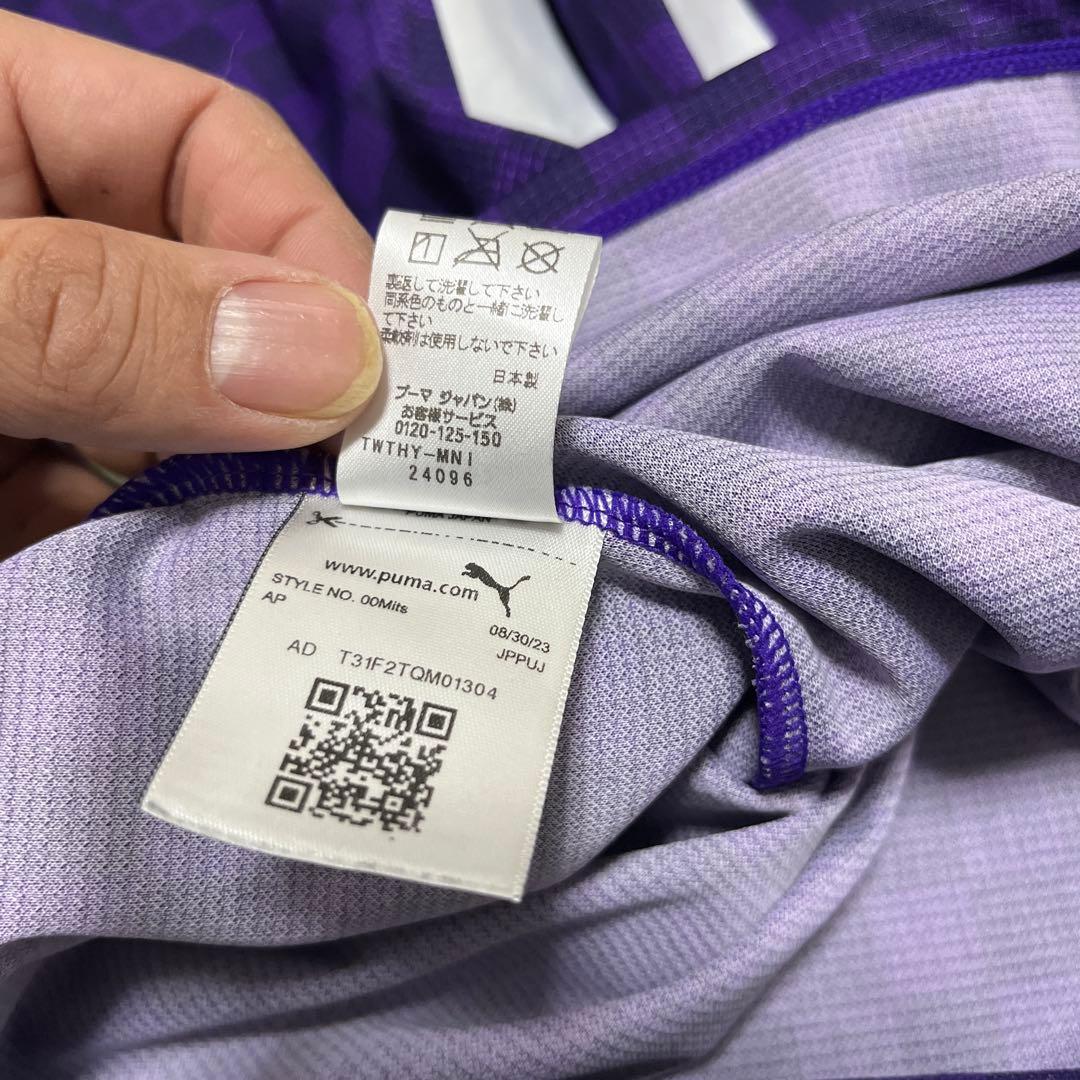 裏返して洗濯して下さい
同系色のものと一緒に洗濯し
て下さい
柔軟剤は使用しないで下さい
日本製
プーマ ジャパン(株)
お客様サービス
0120-125-150
TWTHY-MNI
24096
PUMA JAPAN
www.puma.com
STYLE NO. 00Mits
08/30/23
AP
JPPUJ
AD T31F2TQM01304